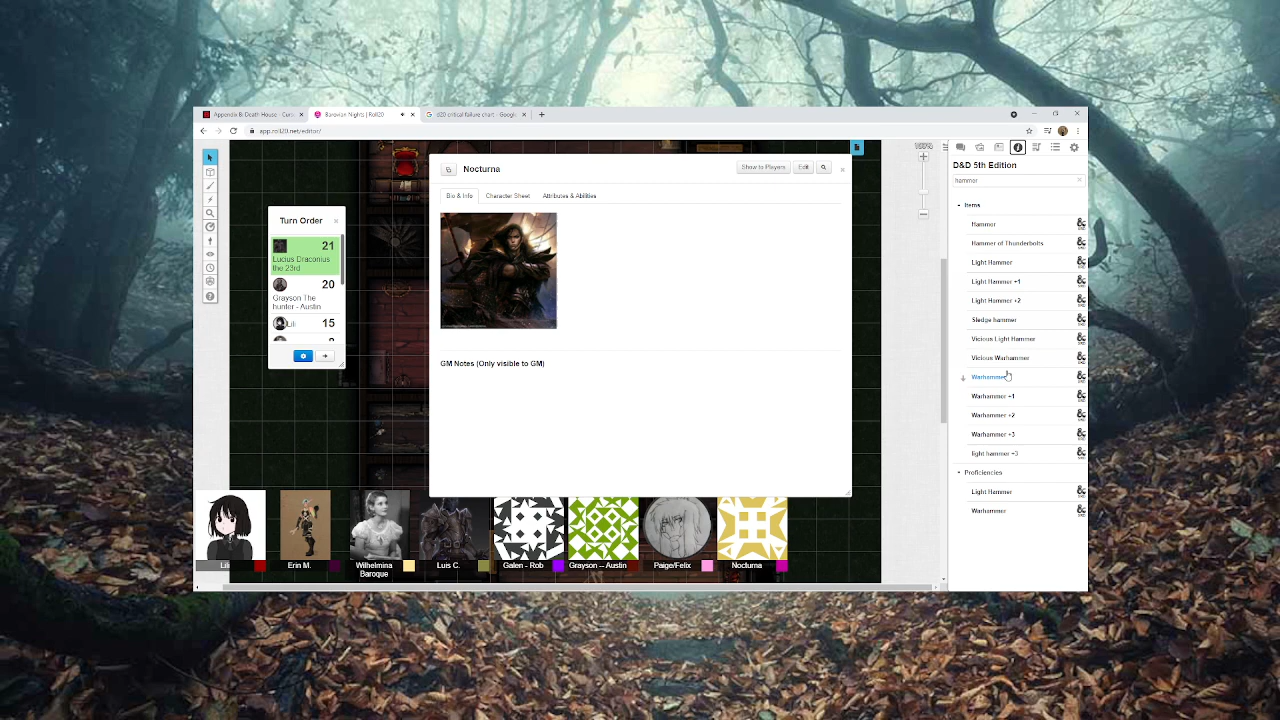 Appendix B: Death House - Curs
Barovian Nights | Roll20
d20 critical failure chart - Google
app.roll20.net/editor/
Turn Order
21
Lucius Draconius
the 23rd
20
Grayson The
hunter - Austin
Lili
15
Nocturna
Show to Players
Edit
Bio & Info
Character Sheet
Attributes & Abilities
GM Notes (Only visible to GM)
100%
D&D 5th Edition
hammer
Items
Hammer
Hammer of Thunderbolts
Light Hammer
Light Hammer +1
Light Hammer +2
Sledge hammer
Vicious Light Hammer
Vicious Warhammer
Warhammer
Warhammer +1
Warhammer +2
Warhammer +3
light hammer +3
Proficiencies
Light Hammer
Warhammer
Erin M.
Wilhelmina
Baroque
Luis C.
Galen - Rob
Grayson -- Austin
Paige/Felix
Nocturna